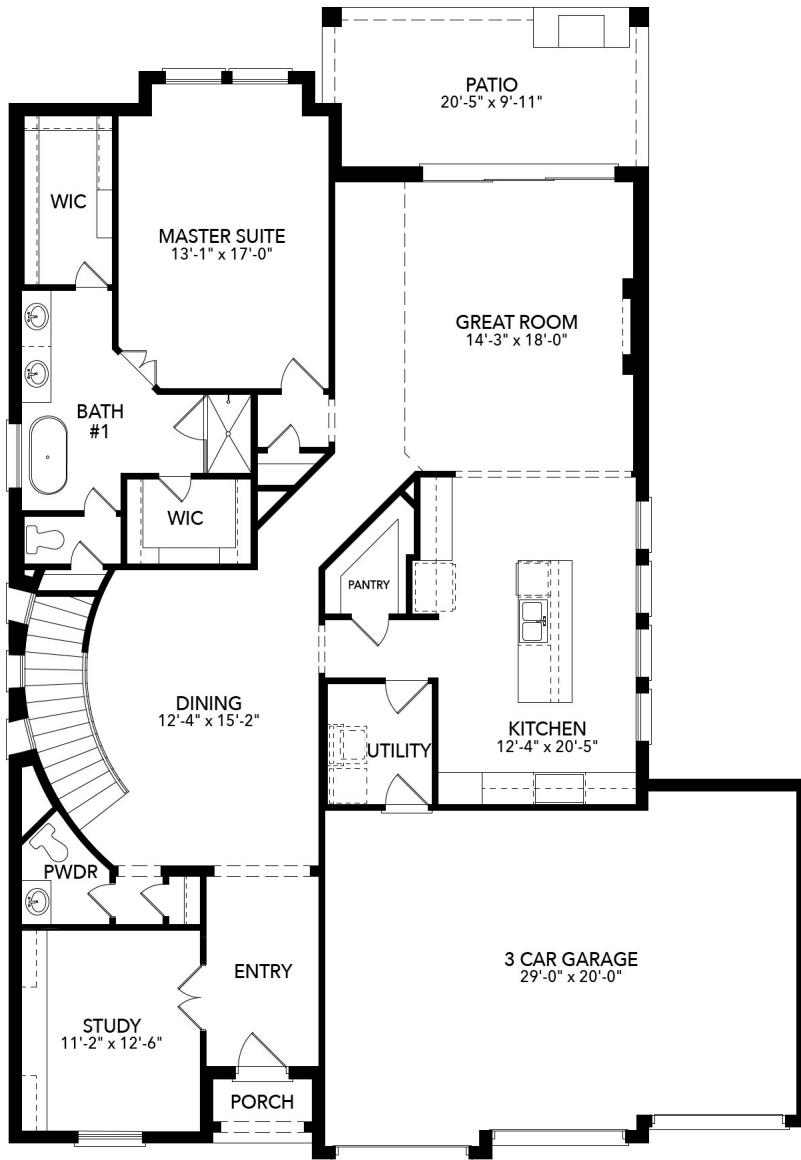 PATIO
20'-5" x 9'-11"
WIC
MASTER SUITE
13'-1" x 17'-0"
GREAT ROOM
14'-3" x 18'-0"
BATH
#1
WIC
PANTRY
DINING
12'-4" x 15'-2"
KITCHEN
12'-4" x 20'-5"
UTILITY
PWDR
ENTRY
3 CAR GARAGE
29'-0" x 20'-0"
STUDY
11'-2" x 12'-6"
PORCH